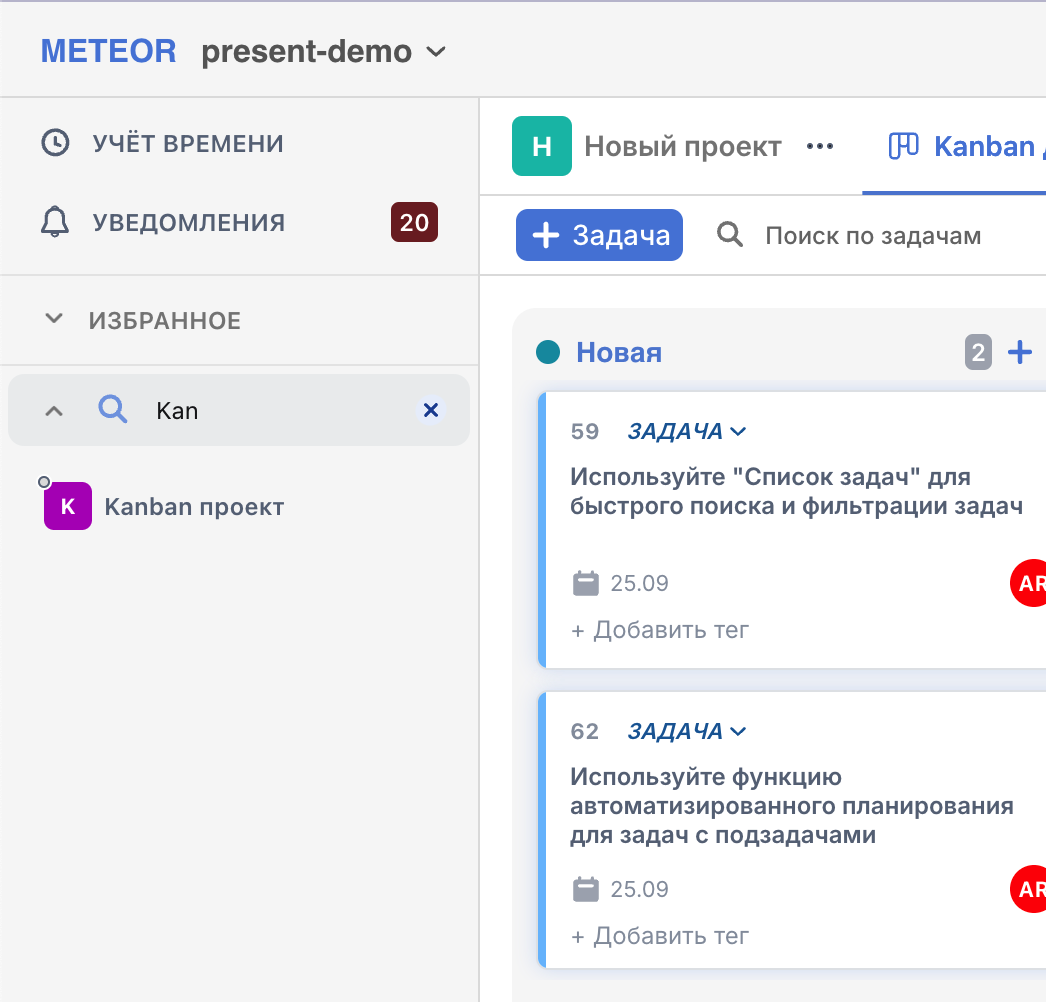 METEOR present-demo
УЧЁТ ВРЕМЕНИ
УВЕДОМЛЕНИЯ 20
ИЗБРАННОЕ
Kan
K Kanban проект
Н Новый проект ... Kanban
+ Задача Поиск по задачам
Новая 2 +
59 ЗАДАЧА
Используйте "Список задач" для
быстрого поиска и фильтрации задач
25.09 AR
+ Добавить тег
62 ЗАДАЧА
Используйте функцию
автоматизированного планирования
для задач с подзадачами
25.09 AR
+ Добавить тег